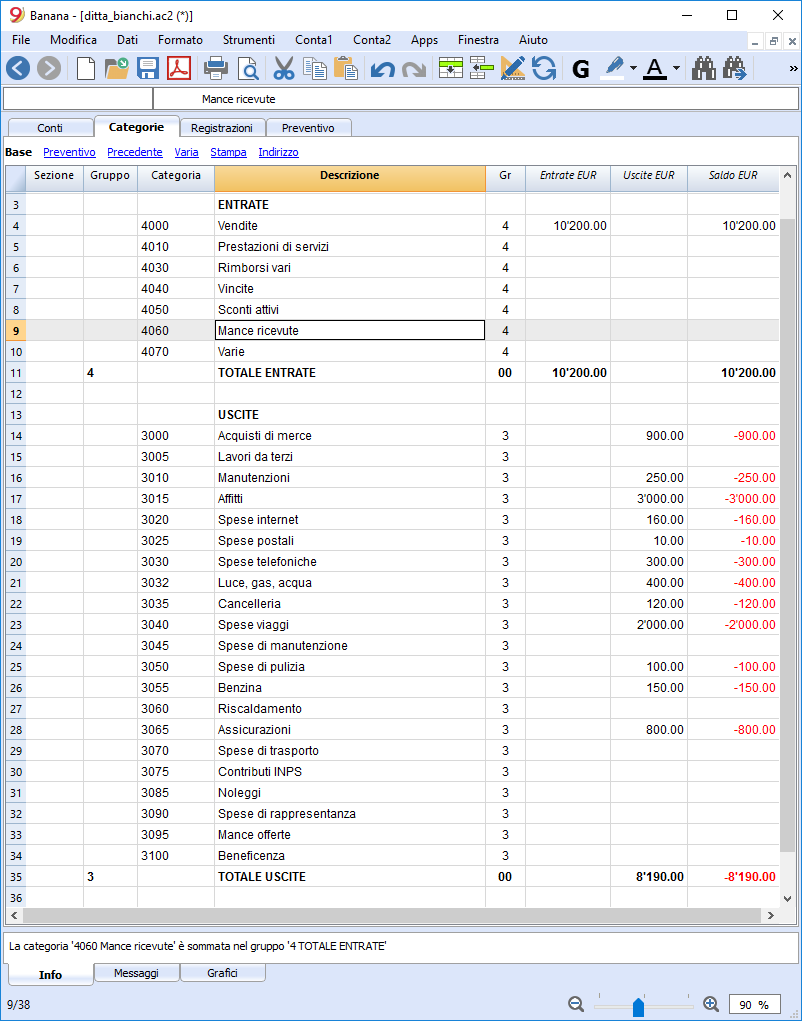 Banana - [ditta_bianchi.ac2 (*)]
File Modifica Dati Formato Strumenti Conta1 Conta2 Apps Finestra Aiuto
G A »
Mance ricevute
Conti Categorie Registrazioni Preventivo
Base Preventivo Precedente Varia Stampa Indirizzo
Sezione Gruppo Categoria Descrizione Gr Entrate EUR Uscite EUR Saldo EUR
3 ENTRATE
4 4000 Vendite 4 10'200.00 10'200.00
5 4010 Prestazioni di servizi 4
6 4030 Rimborsi vari 4
7 4040 Vincite 4
8 4050 Sconti attivi 4
9 4060 Mance ricevute 4
10 4070 Varie 4
11 4 TOTALE ENTRATE 00 10'200.00 10'200.00
12
13 USCITE
14 3000 Acquisti di merce 3 900.00 -900.00
15 3005 Lavori da terzi 3
16 3010 Manutenzioni 3 250.00 -250.00
17 3015 Affitti 3 3'000.00 -3'000.00
18 3020 Spese internet 3 160.00 -160.00
19 3025 Spese postali 3 10.00 -10.00
20 3030 Spese telefoniche 3 300.00 -300.00
21 3032 Luce, gas, acqua 3 400.00 -400.00
22 3035 Cancelleria 3 120.00 -120.00
23 3040 Spese viaggi 3 2'000.00 -2'000.00
24 3045 Spese di manutenzione 3
25 3050 Spese di pulizia 3 100.00 -100.00
26 3055 Benzina 3 150.00 -150.00
27 3060 Riscaldamento 3
28 3065 Assicurazioni 3 800.00 -800.00
29 3070 Spese di trasporto 3
30 3075 Contributi INPS 3
31 3085 Noleggi 3
32 3090 Spese di rappresentanza 3
33 3095 Mance offerte 3
34 3100 Beneficenza 3
35 3 TOTALE USCITE 00 8'190.00 -8'190.00
36
La categoria '4060 Mance ricevute' è sommata nel gruppo '4 TOTALE ENTRATE'
Info Messaggi Grafici
9/38 90 %